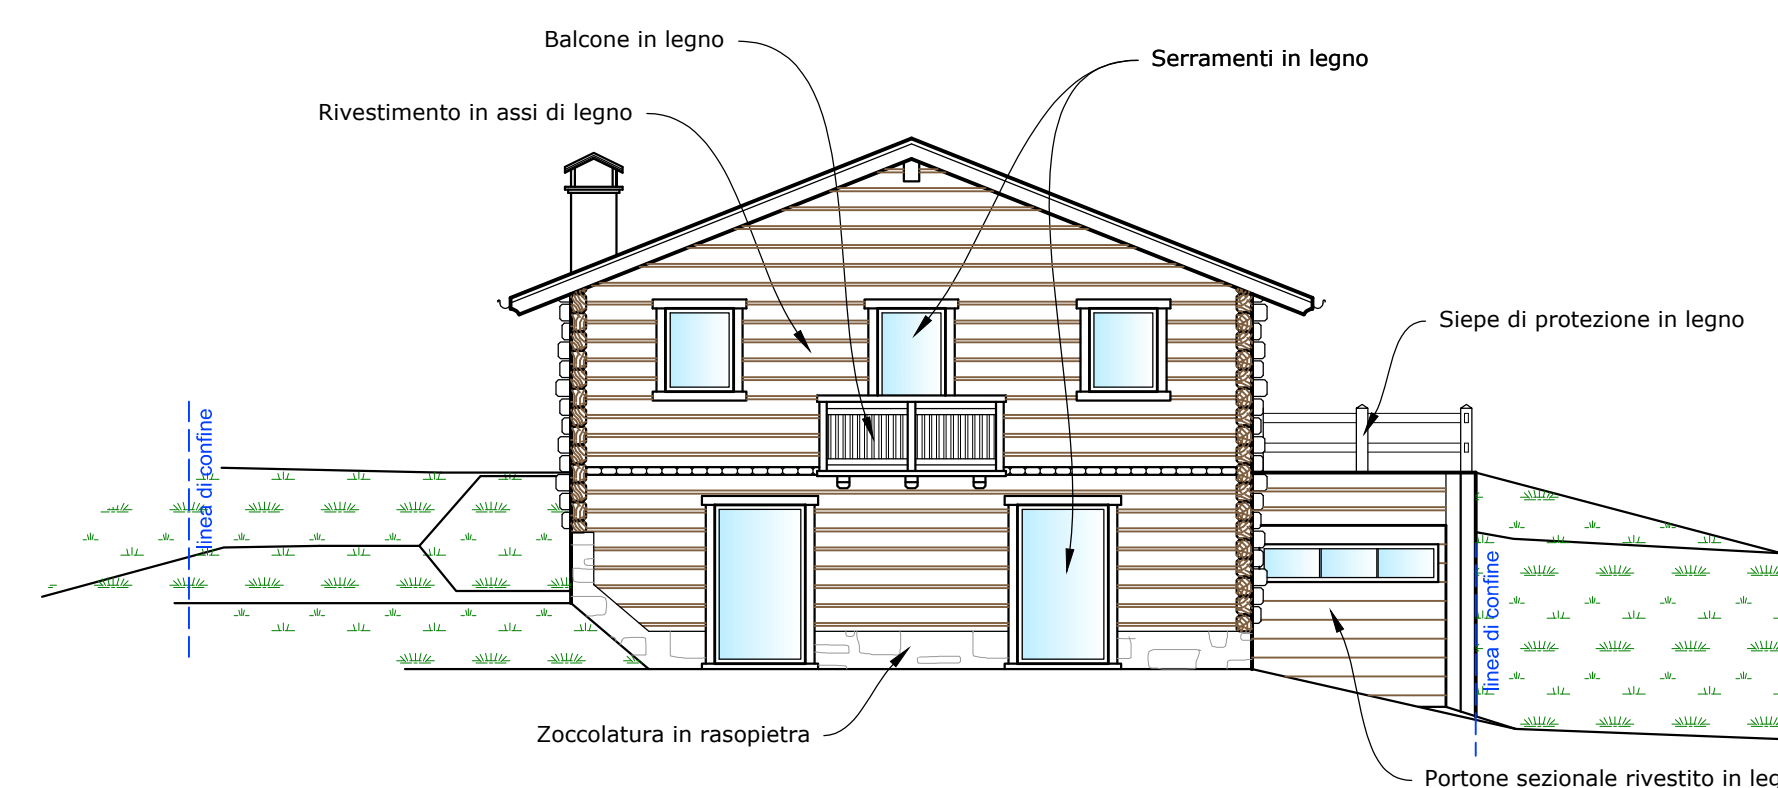 Balcone in legno
Serramenti in legno
Rivestimento in assi di legno
Siepe di protezione in legno
linea di confine
linea di confine
Zoccolatura in rasopietra
Portone sezionale rivestito in